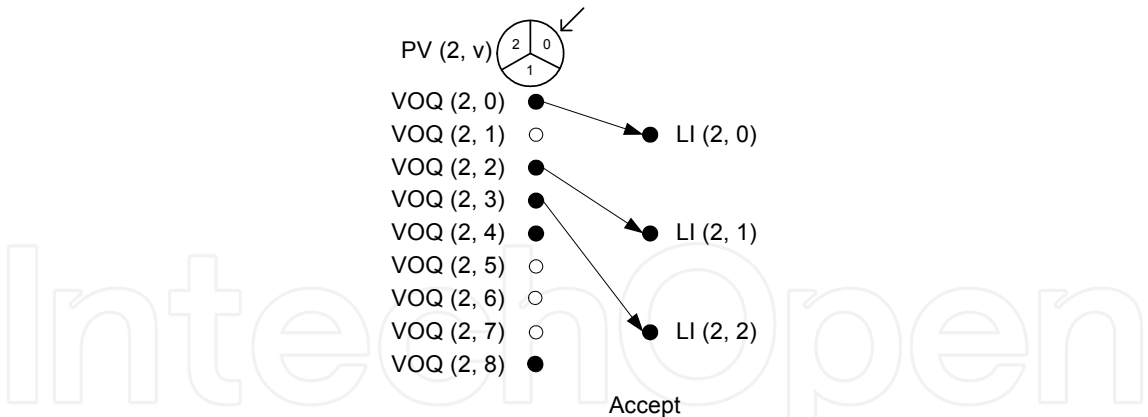 PV (2, v)
2 0
1
VOQ (2, 0)
VOQ (2, 1) LI (2, 0)
VOQ (2, 2)
VOQ (2, 3)
VOQ (2, 4) LI (2, 1)
VOQ (2, 5)
VOQ (2, 6)
VOQ (2, 7) LI (2, 2)
VOQ (2, 8)
Accept
IntechOpen